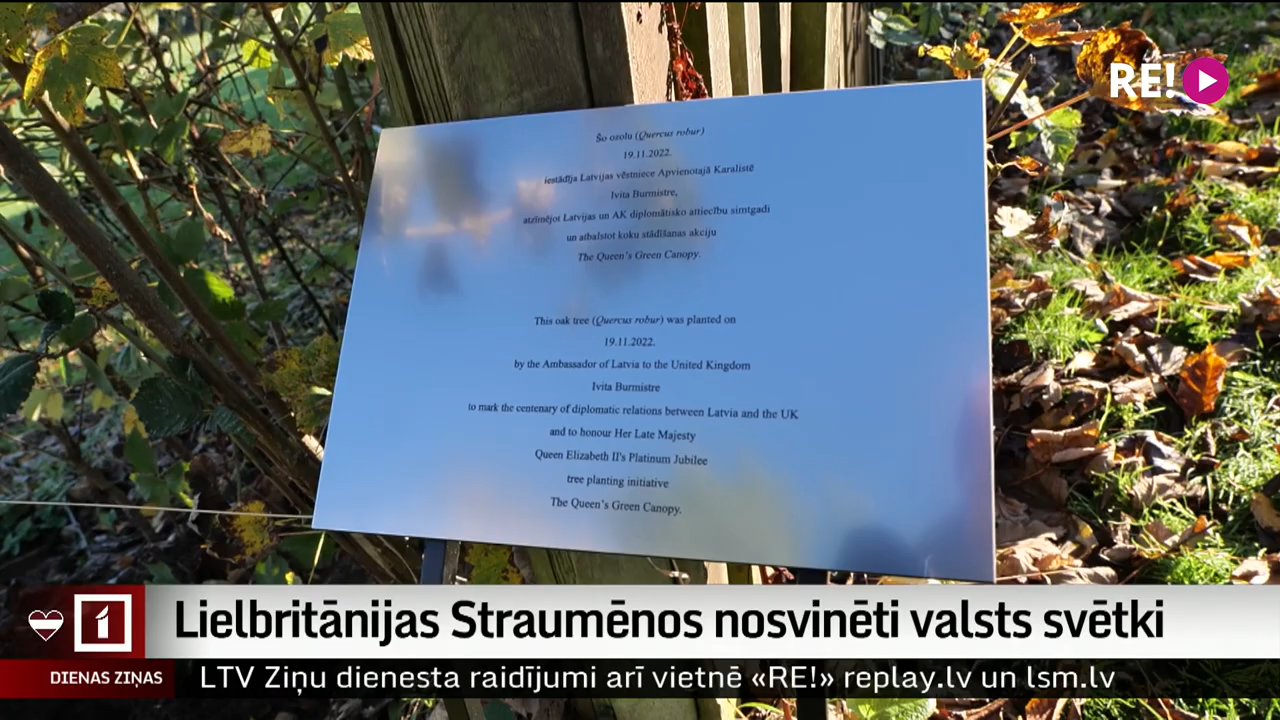 RE!
Šo ozolu (Quercus robur)
19.11.2022.
iestādīja Latvijas vēstniece Apvienotajā Karalistē
Ivita Burmistre,
atzīmējot Latvijas un AK diplomātisko attiecību simtgadi
un atbalstot koku stādīšanas akciju
The Queen's Green Canopy.
This oak tree (Quercus robur) was planted on
19.11.2022.
by the Ambassador of Latvia to the United Kingdom
Ivita Burmistre
to mark the centenary of diplomatic relations between Latvia and the UK
and to honour Her Late Majesty
Queen Elizabeth II's Platinum Jubilee
tree planting initiative
The Queen's Green Canopy.
1
Lielbritānijas Straumēnos nosvinēti valsts svētki
DIENAS ZIŅAS
LTV Ziņu dienesta raidījumi arī vietnē «RE!» replay.lv un lsm.lv